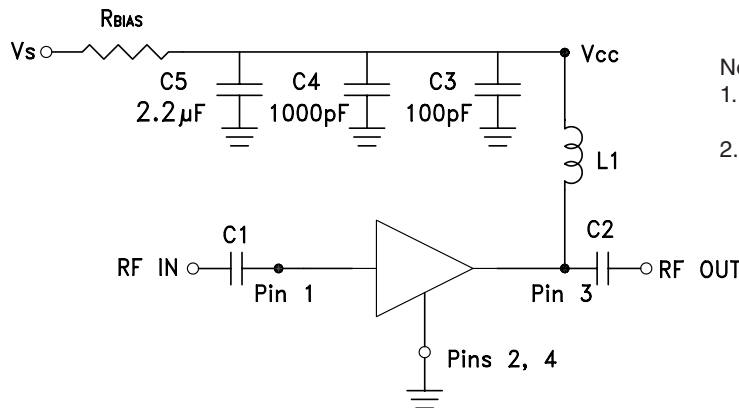 RBIAS
Vs
Vcc
C5
2.2µF
C4
1000pF
C3
100pF
1.
L1
2.
C1
C2
RF IN
RF OUT
Pin 1
Pin 3
Pins 2, 4